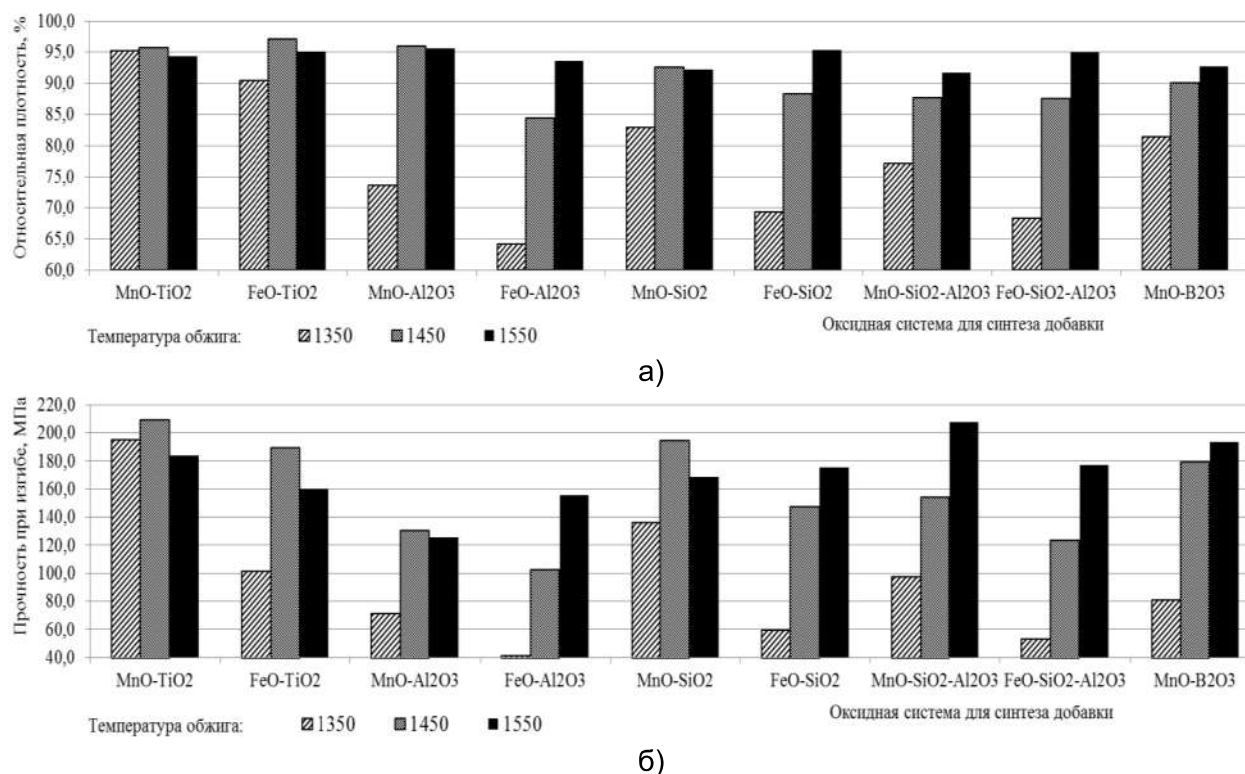 Относительная плотность, %
100,0
95,0
90,0
85,0
80,0
75,0
70,0
65,0
60,0
MnO-TiO2 FeO-TiO2 MnO-Al2O3 FeO-Al2O3 MnO-SiO2 FeO-SiO2 MnO-SiO2-Al2O3 FeO-SiO2-Al2O3 MnO-B2O3
Оксидная система для синтеза добавки
Температура обжига: 1350 1450 1550
а)
Прочность при изгибе, МПа
220,0
200,0
180,0
160,0
140,0
120,0
100,0
80,0
60,0
40,0
MnO-TiO2 FeO-TiO2 MnO-Al2O3 FeO-Al2O3 MnO-SiO2 FeO-SiO2 MnO-SiO2-Al2O3 FeO-SiO2-Al2O3 MnO-B2O3
Оксидная система для синтеза добавки
Температура обжига: 1350 1450 1550
б)